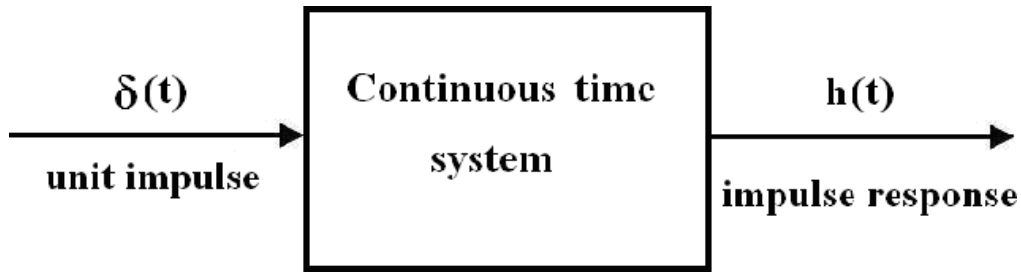 δ(t)
unit impulse
Continuous time
system
h(t)
impulse response